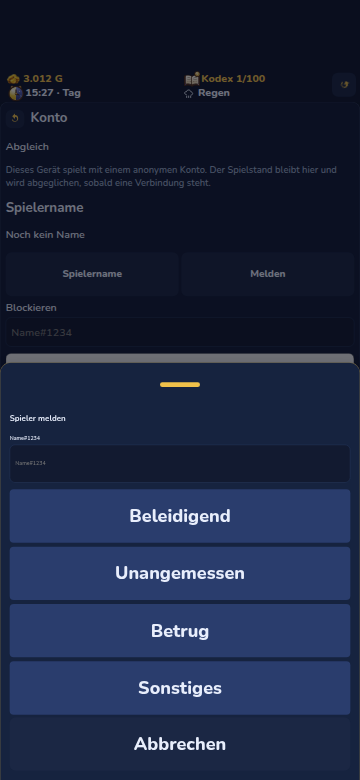 3.012 G
Kodex 1/100
15:27 · Tag
Regen
Konto
Abgleich
Dieses Gerät spielt mit einem anonymen Konto. Der Spielstand bleibt hier und
wird abgeglichen, sobald eine Verbindung steht.
Spielername
Noch kein Name
Spielername
Melden
Blockieren
Name#1234
Spieler melden
Name#1234
Name#1234
Beleidigend
Unangemessen
Betrug
Sonstiges
Abbrechen